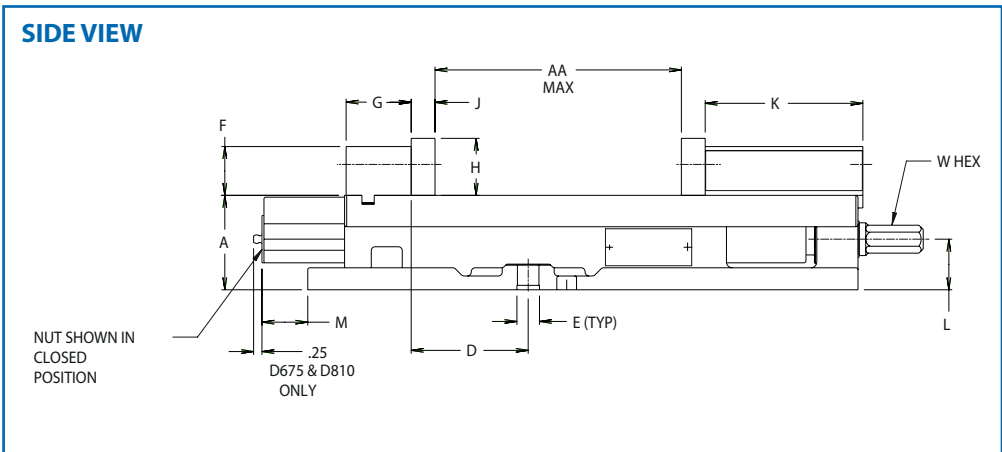 SIDE VIEW
AA
MAX
G
J
K
F
H
W HEX
A
L
M
E (TYP)
D
NUT SHOWN IN
CLOSED
POSITION
.25
D675 & D810
ONLY